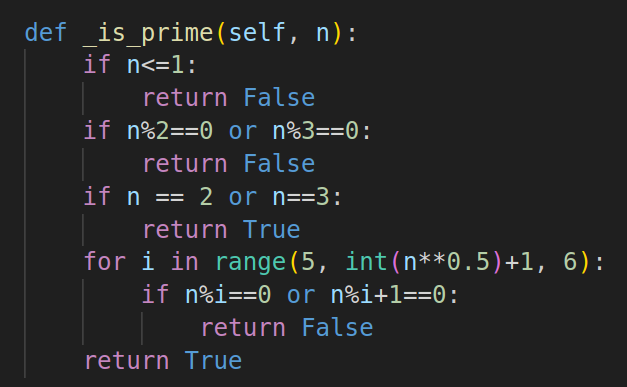 def _is_prime(self, n):
    if n<=1:
        return False
    if n%2==0 or n%3==0:
        return False
    if n == 2 or n==3:
        return True
    for i in range(5, int(n**0.5)+1, 6):
        if n%i==0 or n%i+1==0:
            return False
    return True